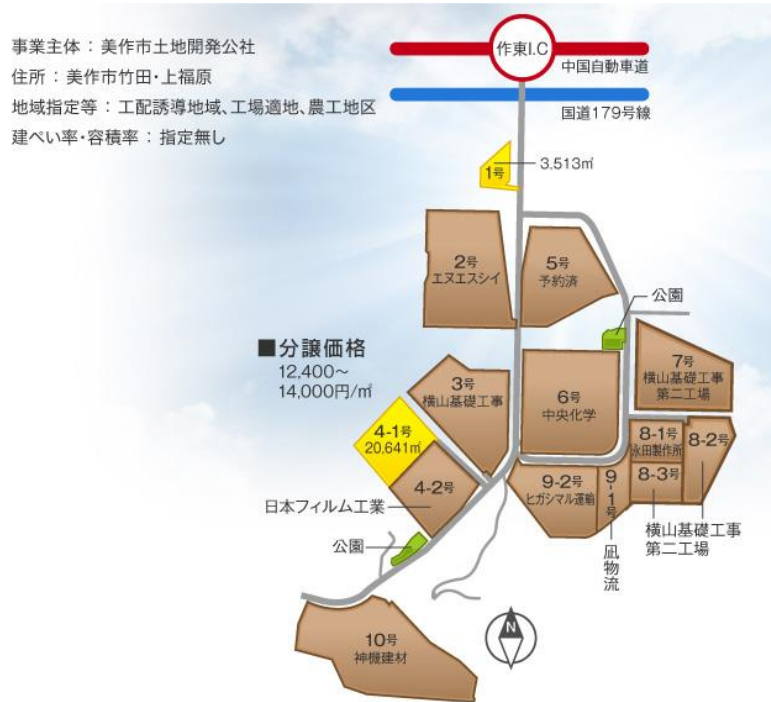 事業主体 : 美作市土地開発公社
住所 : 美作市竹田・上福原
地域指定等 : 工配誘導地域、工場適地、農工地区
建ぺい率・容積率 : 指定無し
作東I.C
中国自動車道
国道179号線
1号
3,513㎡
2号
エヌエスシイ
5号
予約済
公園
■分譲価格
12,400～
14,000円/㎡
3号
横山基礎工事
6号
中央化学
7号
横山基礎工事
第二工場
4-1号
20,641㎡
4-2号
日本フィルム工業
8-1号
永田製作所
8-2号
8-3号
9-2号
ヒガシマル運輸
9-1号
凪物流
横山基礎工事
第二工場
公園
10号
神機建材
N